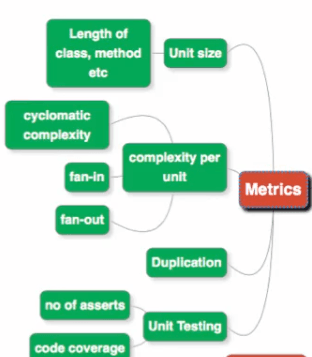 Length of
class, method
etc
Unit size
cyclomatic
complexity
complexity per
unit
fan-in
fan-out
Metrics
Duplication
no of asserts
Unit Testing
code coverage